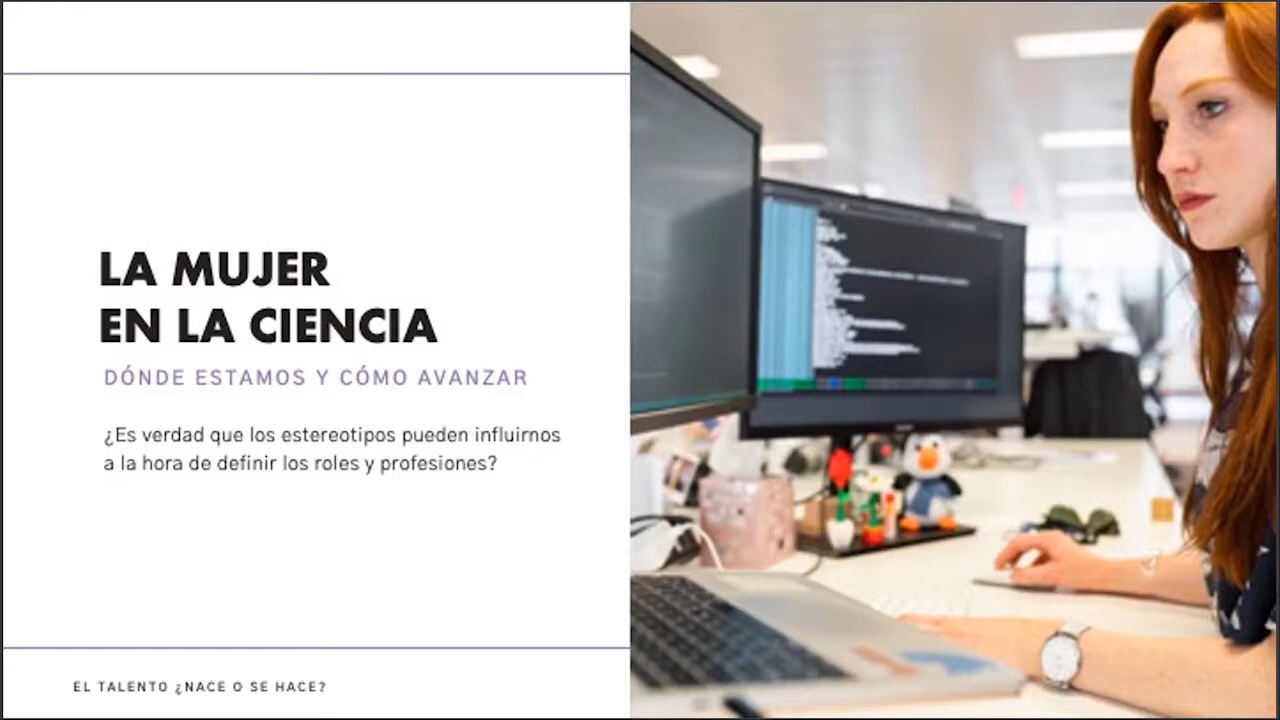 LA MUJER
EN LA CIENCIA
DÓNDE ESTAMOS Y CÓMO AVANZAR
¿Es verdad que los estereotipos pueden influirnos
a la hora de definir los roles y profesiones?
EL TALENTO ¿NACE O SE HACE?